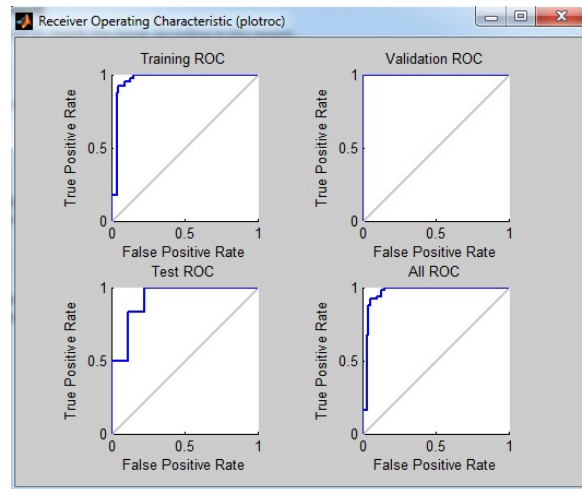 Receiver Operating Characteristic (plotroc)
Training ROC
True Positive Rate
1
0.5
0
0 0.5 1
False Positive Rate
Validation ROC
True Positive Rate
1
0.5
0
0 0.5 1
False Positive Rate
Test ROC
True Positive Rate
1
0.5
0
0 0.5 1
False Positive Rate
All ROC
True Positive Rate
1
0.5
0
0 0.5 1
False Positive Rate